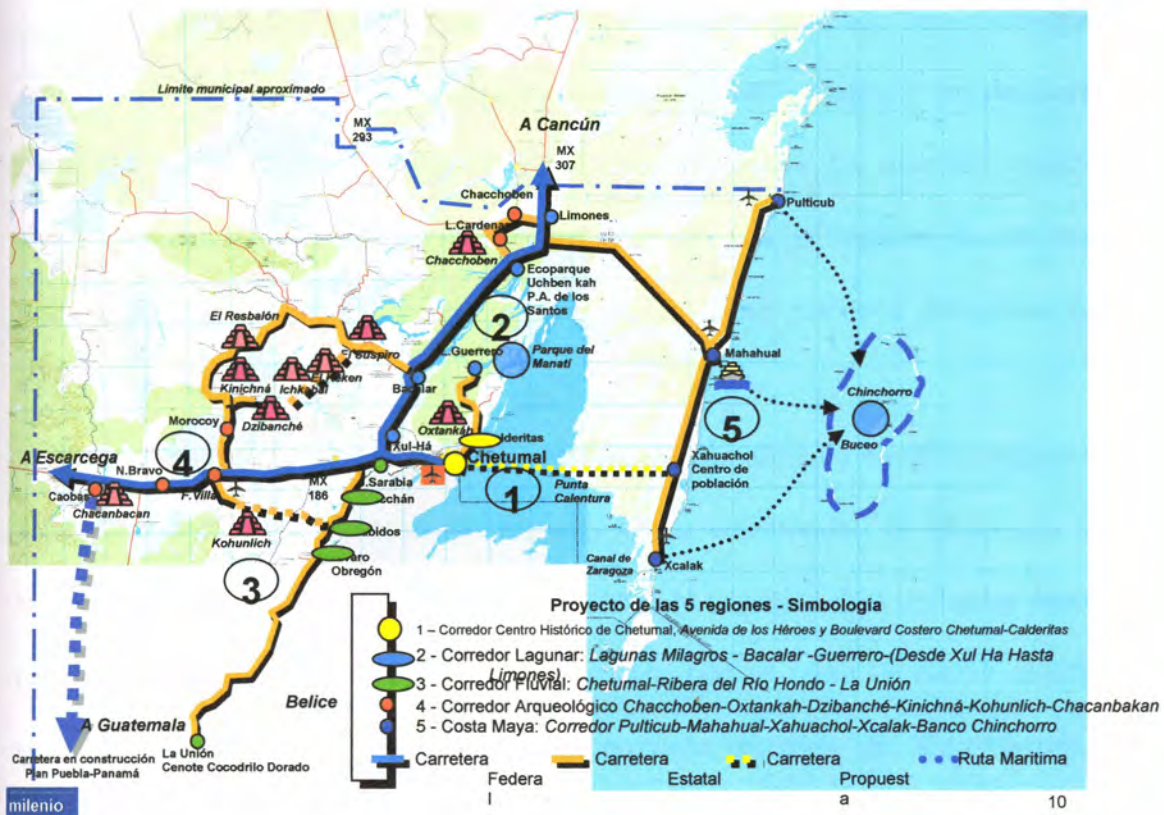 Limite municipal aproximado
MX
293
A Cancún
MX
307
Chacchoben
Limones
Pulticub
L.Cardenas
Chacchoben
Ecoparque
Uchben kah
P.A. de los
Santos
2
El Resbalón
El Suspiro
L.Guerrero
Parque del
Manatí
Mahahual
Kinichná
Ichkabal
Bacalar
Chinchorro
Dzibanché
Oxtankáh
5
Buceo
Morocoy
Xul-Há
lderitas
A Escarcega
4
N.Bravo
Chetumal
Xahuachol
Centro de
población
Caobas
F.Villa
MX
186
.Sarabia
1
Punta
Calentura
Chacanbacan
Kohunlich
3
Obregón
Canal de
Zaragoza
Xcalak
Proyecto de las 5 regiones - Simbología
1 – Corredor Centro Histórico de Chetumal, Avenida de los Héroes y Boulevard Costero Chetumal-Calderitas
2 - Corredor Lagunar: Lagunas Milagros - Bacalar -Guerrero-(Desde Xul Ha Hasta
Limones)
3 - Corredor Fluvial: Chetumal-Ribera del Río Hondo - La Unión
Belice
4 - Corredor Arqueológico Chacchoben-Oxtankah-Dzibanché-Kinichná-Kohunlich-Chacanbakan
5 - Costa Maya: Corredor Pulticub-Mahahual-Xahuachol-Xcalak-Banco Chinchorro
A Guatemala
Carretera en construcción
Plan Puebla-Panamá
La Unión
Cenote Cocodrilo Dorado
Carretera Carretera Carretera Ruta Maritima
Federa Estatal Propuest
l a
milenio
10